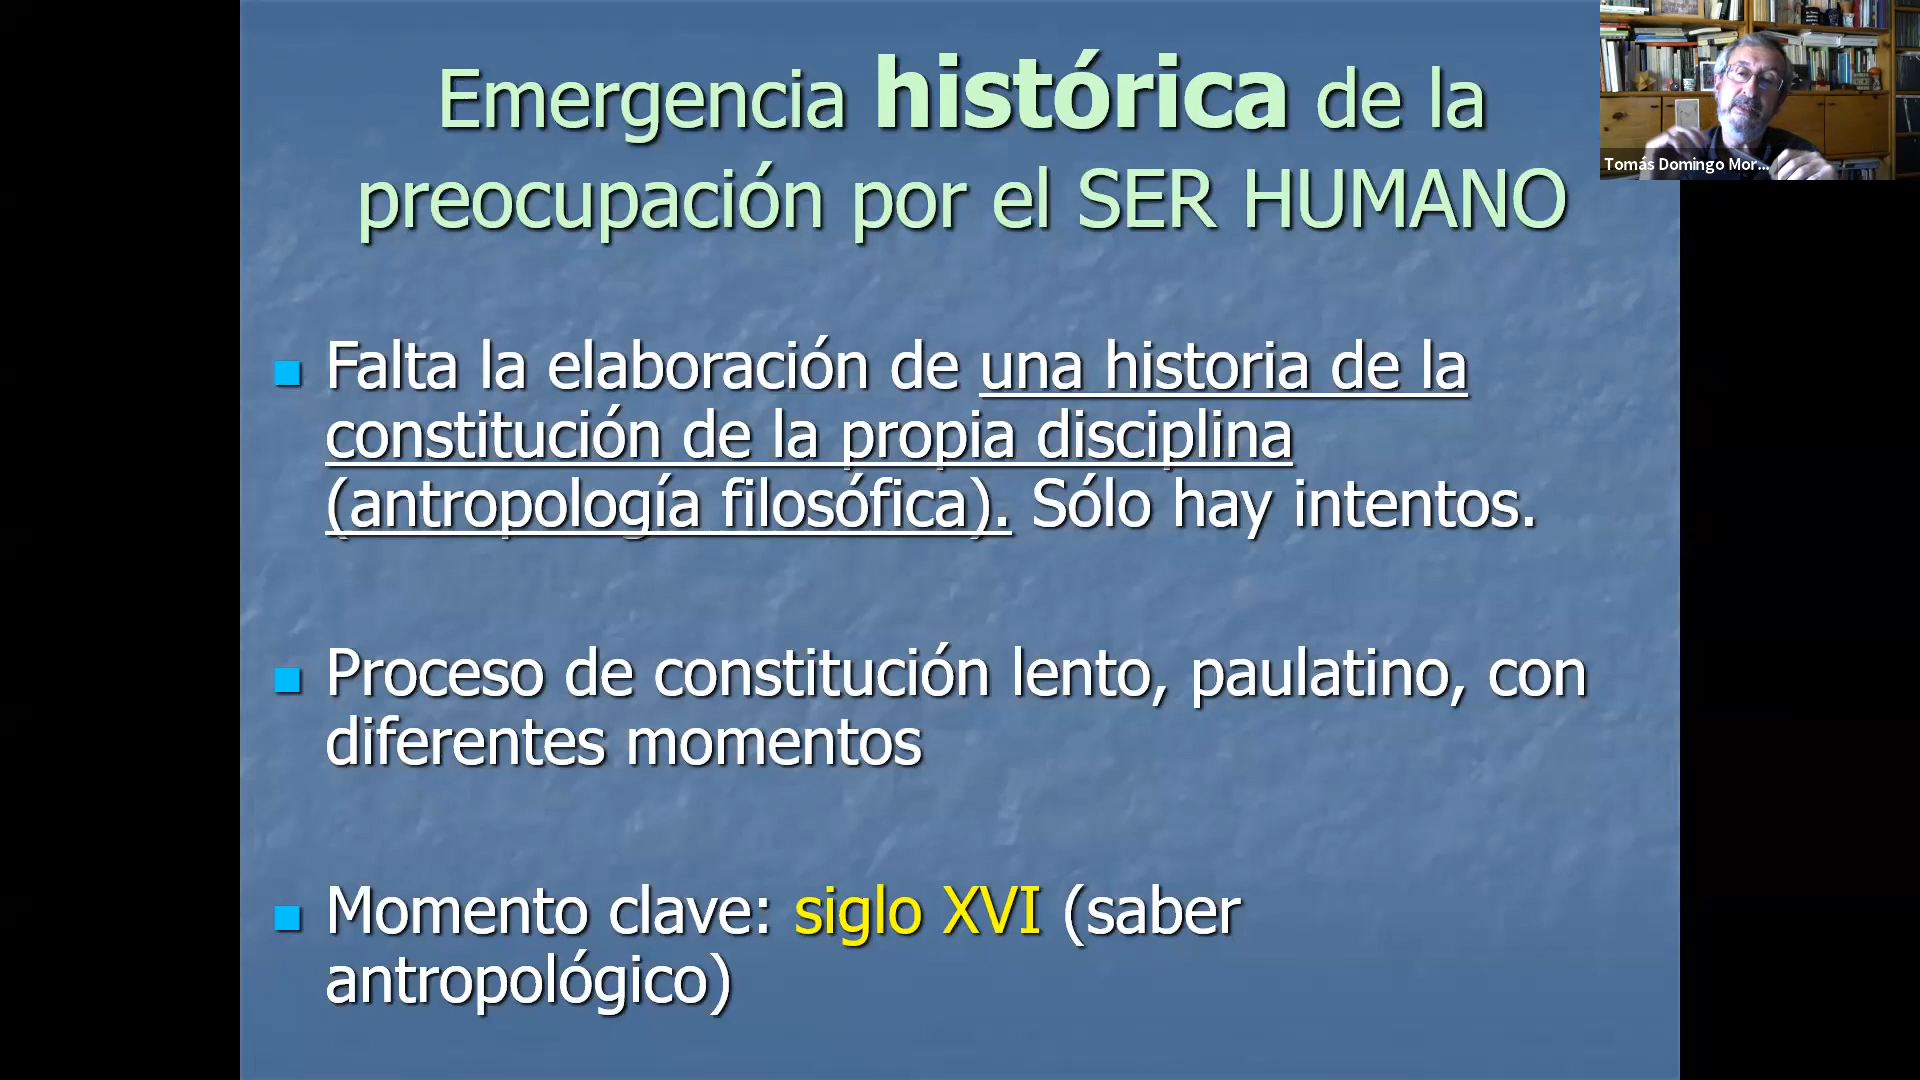 Emergencia histórica de la
preocupación por el SER HUMANO
Falta la elaboración de una historia de la
constitución de la propia disciplina
(antropología filosófica). Sólo hay intentos.
Proceso de constitución lento, paulatino, con
diferentes momentos
Momento clave: siglo XVI (saber
antropológico)
Tomás Domingo Mor...